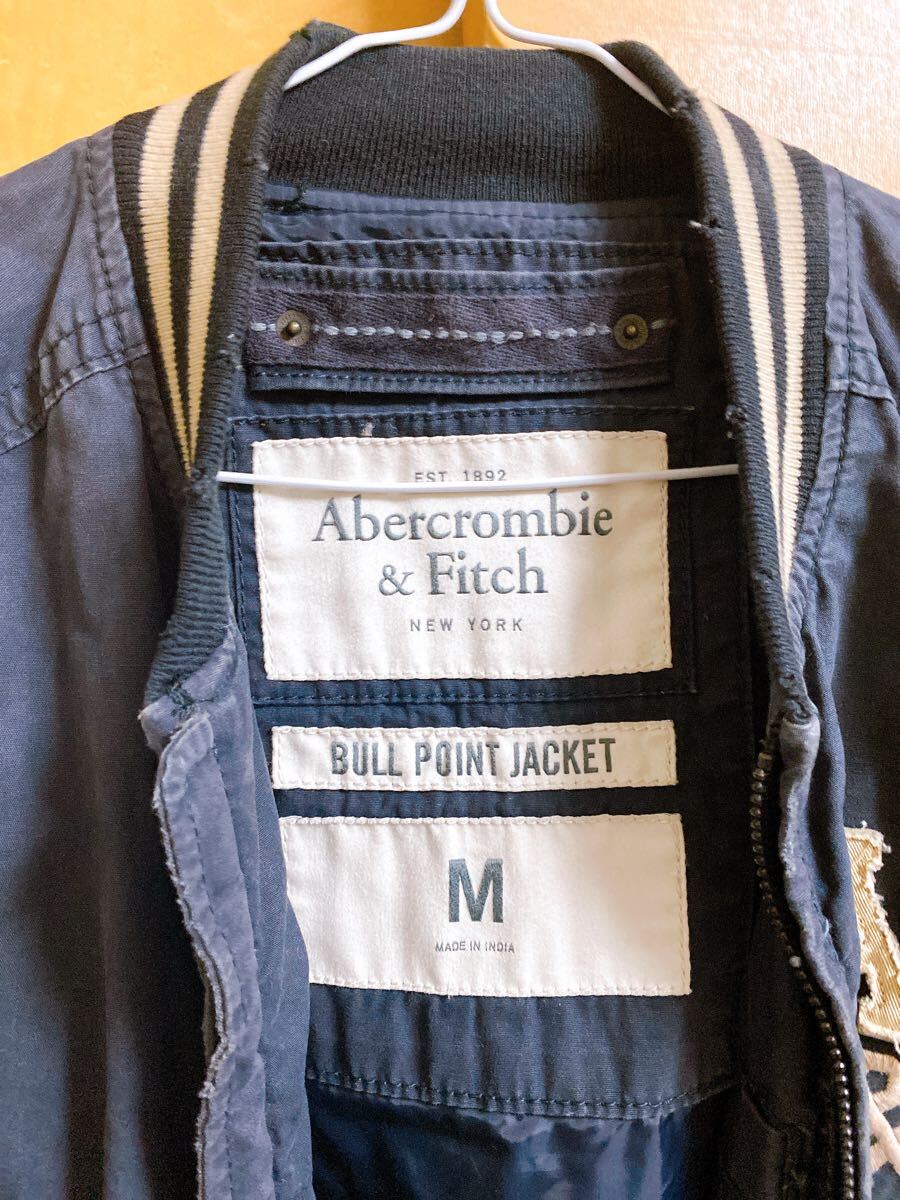 EST. 1892
Abercrombie
& Fitch
NEW YORK
BULL POINT JACKET
M
MADE IN INDIA